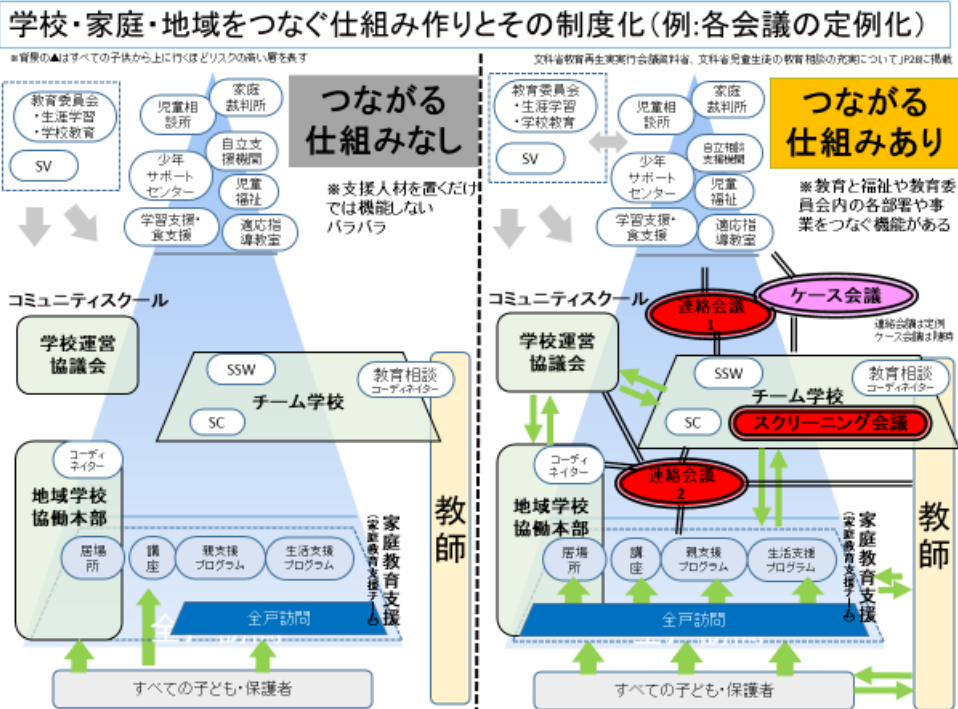 学校・家庭・地域をつなぐ仕組み作りとその制度化(例:各会議の定例化)
※背景の▲はすべての子供から上に行くほどリスクの高い層を表す
教育委員会
・生涯学習
・学校教育
SV
児童相
談所
家庭
裁判所
自立支
援機関
少年
サポート
センター
児童
福祉
学習支援・
食支援
適応指
導教室
つながる
仕組みなし
※支援人材を置くだけ
では機能しない
バラバラ
コミュニティスクール
学校運営
協議会
SSW
教育相談
コーディネイター
チーム学校
SC
コーディ
ネイター
地域学校
協働本部
居場
所
講
座
親支援
プログラム
生活支援
プログラム
家庭教育支援
(家庭教育支援チーム)
教師
全戸訪問
すべての子ども・保護者
文科省教育再生実行会議資料省、文科省児童生徒の教育相談の充実について」P28に掲載
教育委員会
・生涯学習
・学校教育
SV
児童相
談所
家庭
裁判所
自立相談
支援機関
少年
サポート
センター
児童
福祉
学習支援・
食支援
適応指
導教室
つながる
仕組みあり
※教育と福祉や教育委
員会内の各部署や事
業をつなぐ機能がある
コミュニティスクール
連絡会議
1
ケース会議
連絡会議は定例
ケース会議は随時
学校運営
協議会
SSW
教育相談
コーディネイター
チーム学校
SC
スクリーニング会議
コーディ
ネイター
連絡会議
2
地域学校
協働本部
居場
所
講
座
親支援
プログラム
生活支援
プログラム
家庭教育支援
(家庭教育支援チーム)
教師
全戸訪問
すべての子ども・保護者